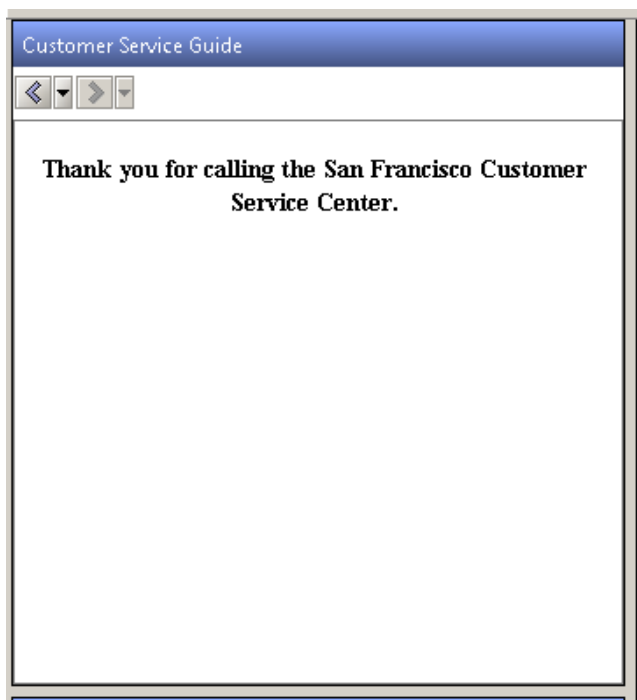 Customer Service Guide
Thank you for calling the San Francisco Customer
Service Center.